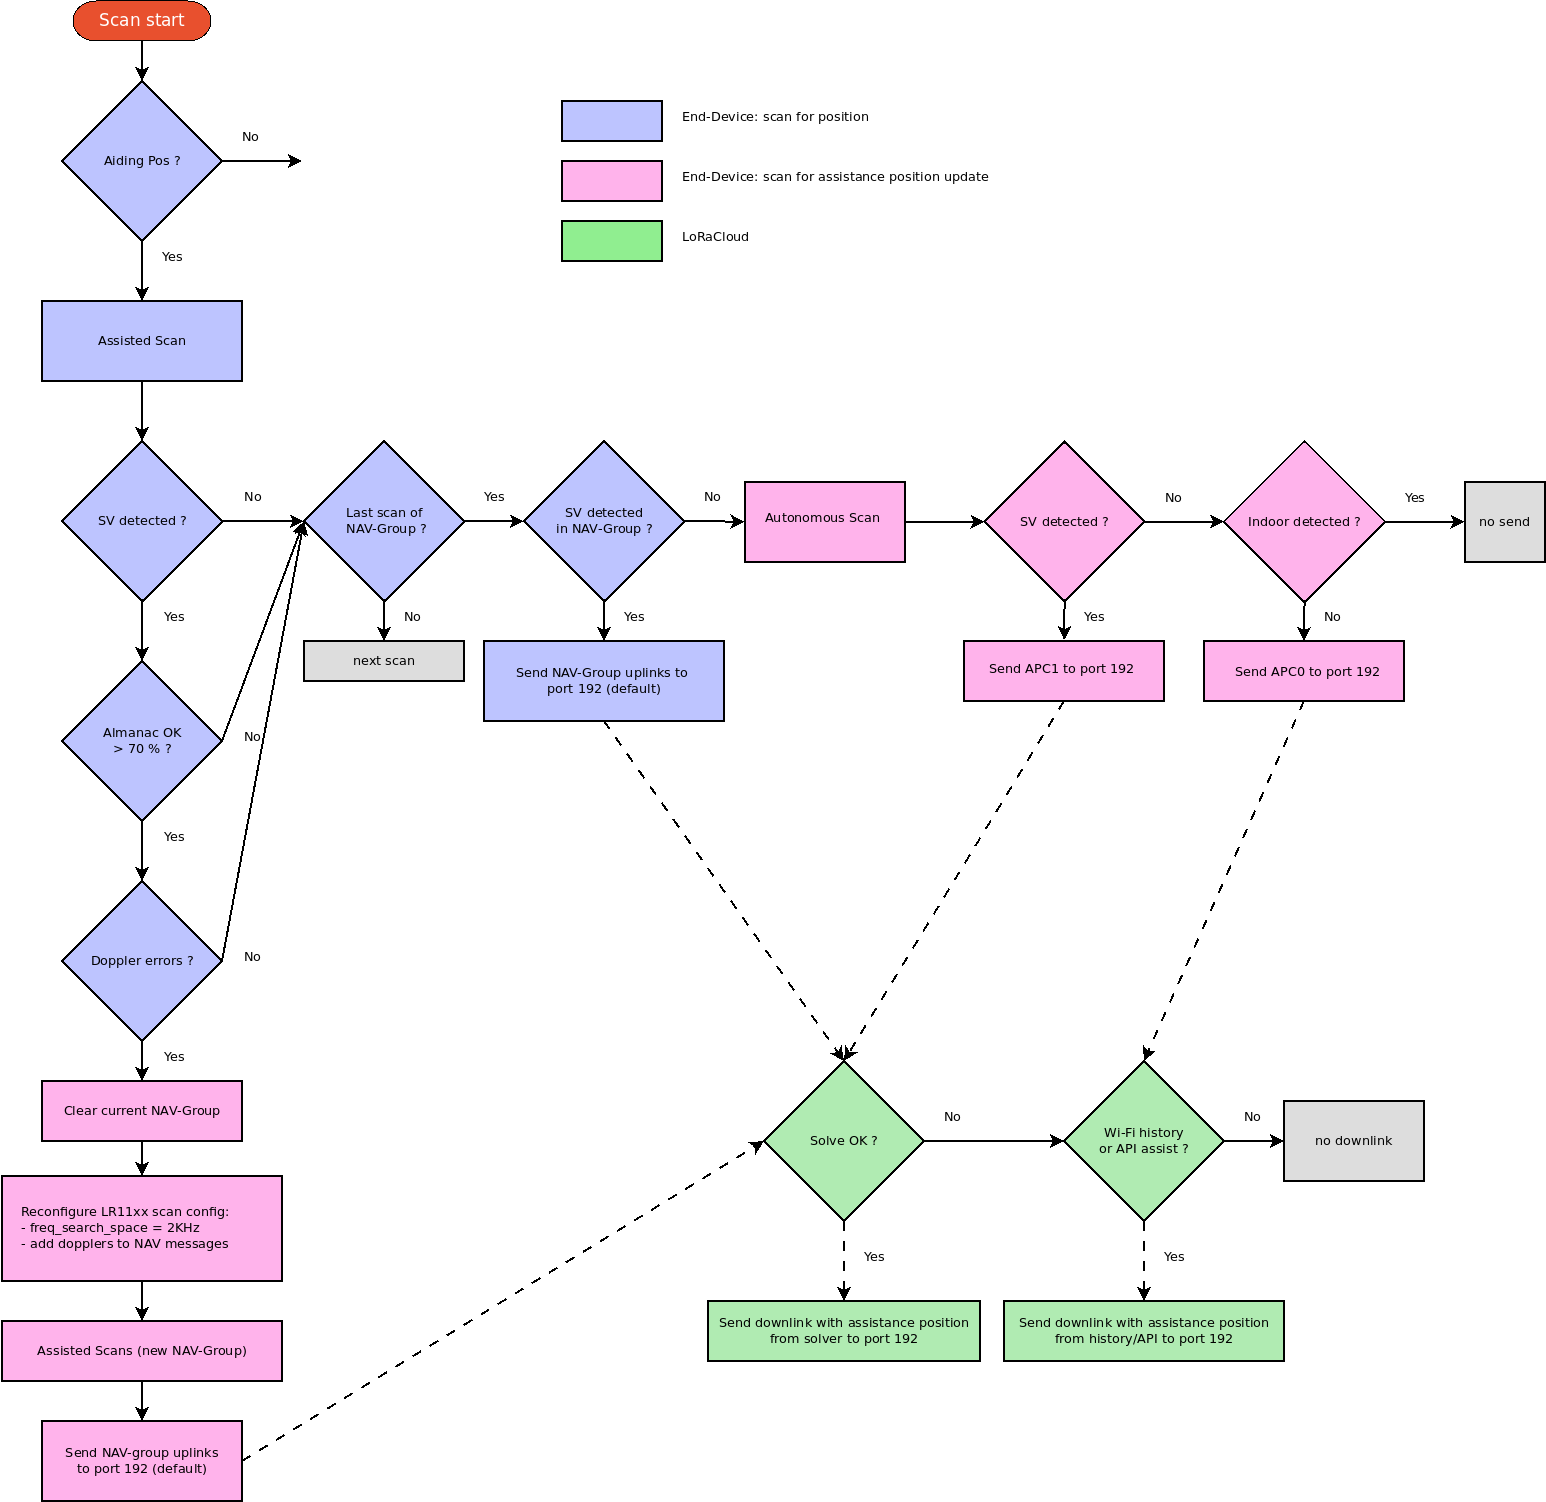 Scan start
No
Aiding Pos ?
Yes
End-Device: scan for position
End-Device: scan for assistance position update
LoRaCloud
Assisted Scan
SV detected ?
No
Last scan of
NAV-Group ?
Yes
SV detected
in NAV-Group ?
No
Autonomous Scan
SV detected ?
No
Indoor detected ?
Yes
no send
Yes
No
next scan
Yes
Send NAV-Group uplinks to
port 192 (default)
Yes
Send APC1 to port 192
No
Send APC0 to port 192
Almanac OK
> 70 % ?
No
Yes
Doppler errors ?
No
Yes
Clear current NAV-Group
Reconfigure LR11xx scan config:
- freq_search_space = 2KHz
- add dopplers to NAV messages
Assisted Scans (new NAV-Group)
Send NAV-group uplinks
to port 192 (default)
Solve OK ?
No
Wi-Fi history
or API assist ?
No
no downlink
Yes
Yes
Send downlink with assistance position
from solver to port 192
Send downlink with assistance position
from history/API to port 192